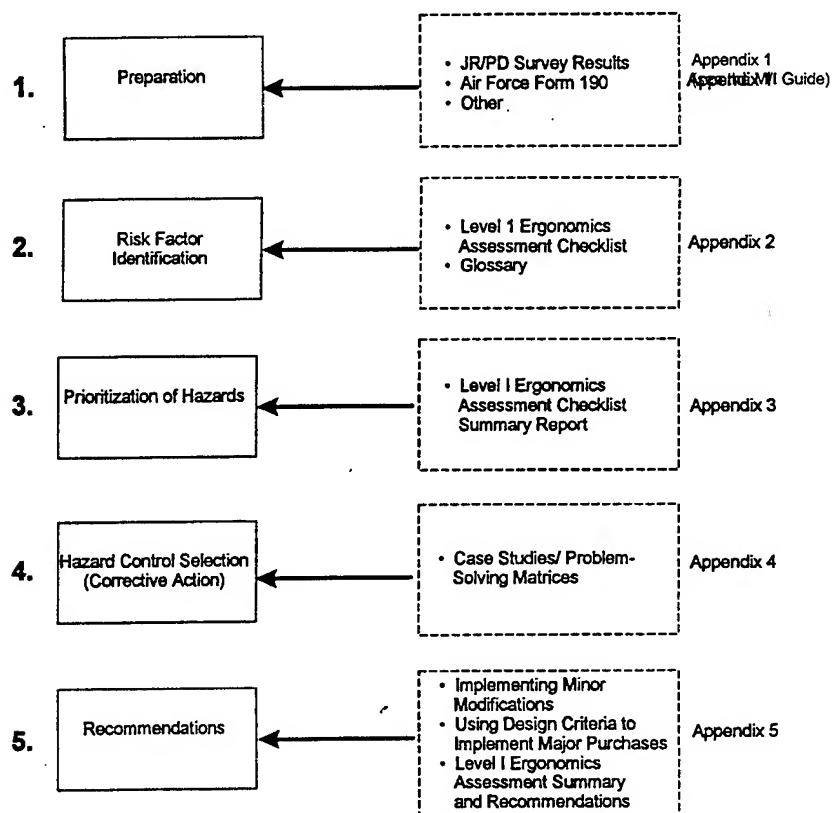 1.
Preparation
• JR/PD Survey Results
• Air Force Form 190
• Other
Appendix 1
Guide)
2.
Risk Factor
Identification
• Level 1 Ergonomics
Assessment Checklist
• Glossary
Appendix 2
3.
Prioritization of Hazards
• Level I Ergonomics
Assessment Checklist
Summary Report
Appendix 3
4.
Hazard Control Selection
(Corrective Action)
• Case Studies/ Problem-
Solving Matrices
Appendix 4
5.
Recommendations
• Implementing Minor
Modifications
• Using Design Criteria to
Implement Major Purchases
• Level I Ergonomics
Assessment Summary
and Recommendations
Appendix 5